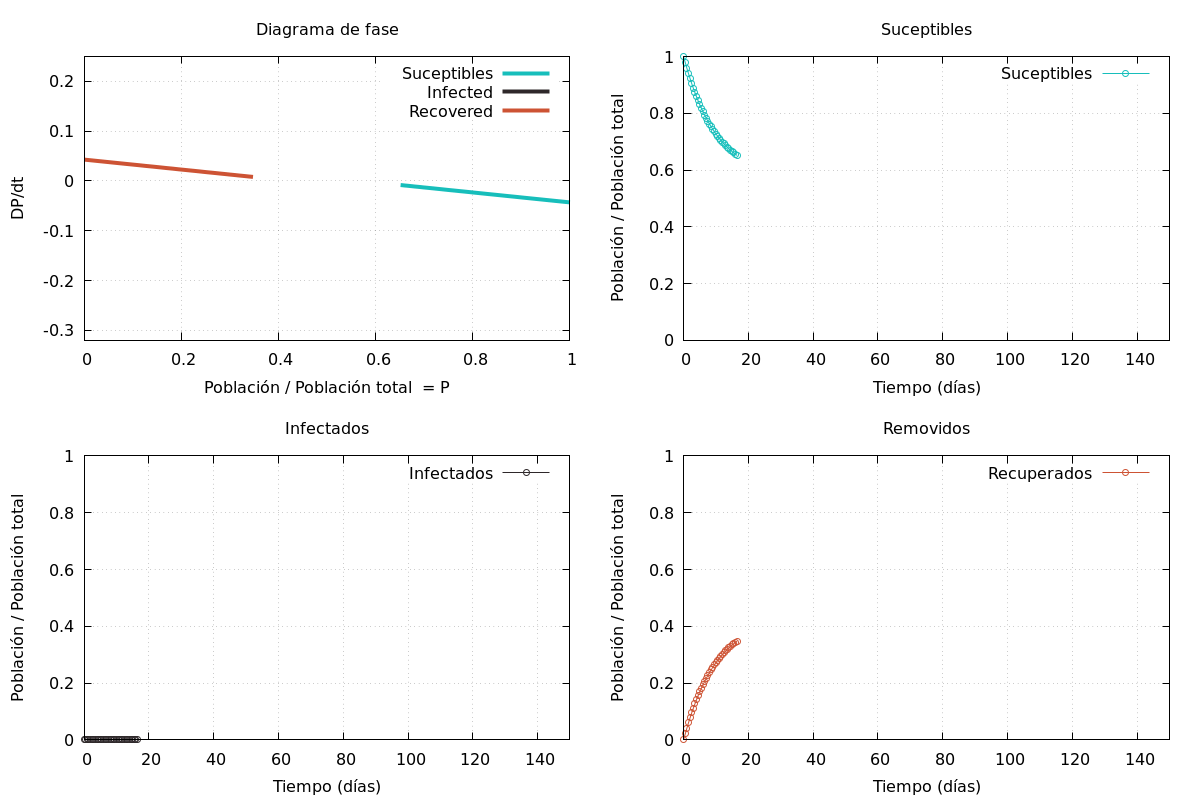 Diagrama de fase
Suceptibles
Infected
Recovered
0.2
0.1
0
-0.1
-0.2
-0.3
DP/dt
0 0.2 0.4 0.6 0.8 1
Población / Población total = P
Suceptibles
Suceptibles
1
0.8
0.6
0.4
0.2
0
Población / Población total
0 20 40 60 80 100 120 140
Tiempo (días)
Infectados
Infectados
1
0.8
0.6
0.4
0.2
0
Población / Población total
0 20 40 60 80 100 120 140
Tiempo (días)
Removidos
Recuperados
1
0.8
0.6
0.4
0.2
0
Población / Población total
0 20 40 60 80 100 120 140
Tiempo (días)